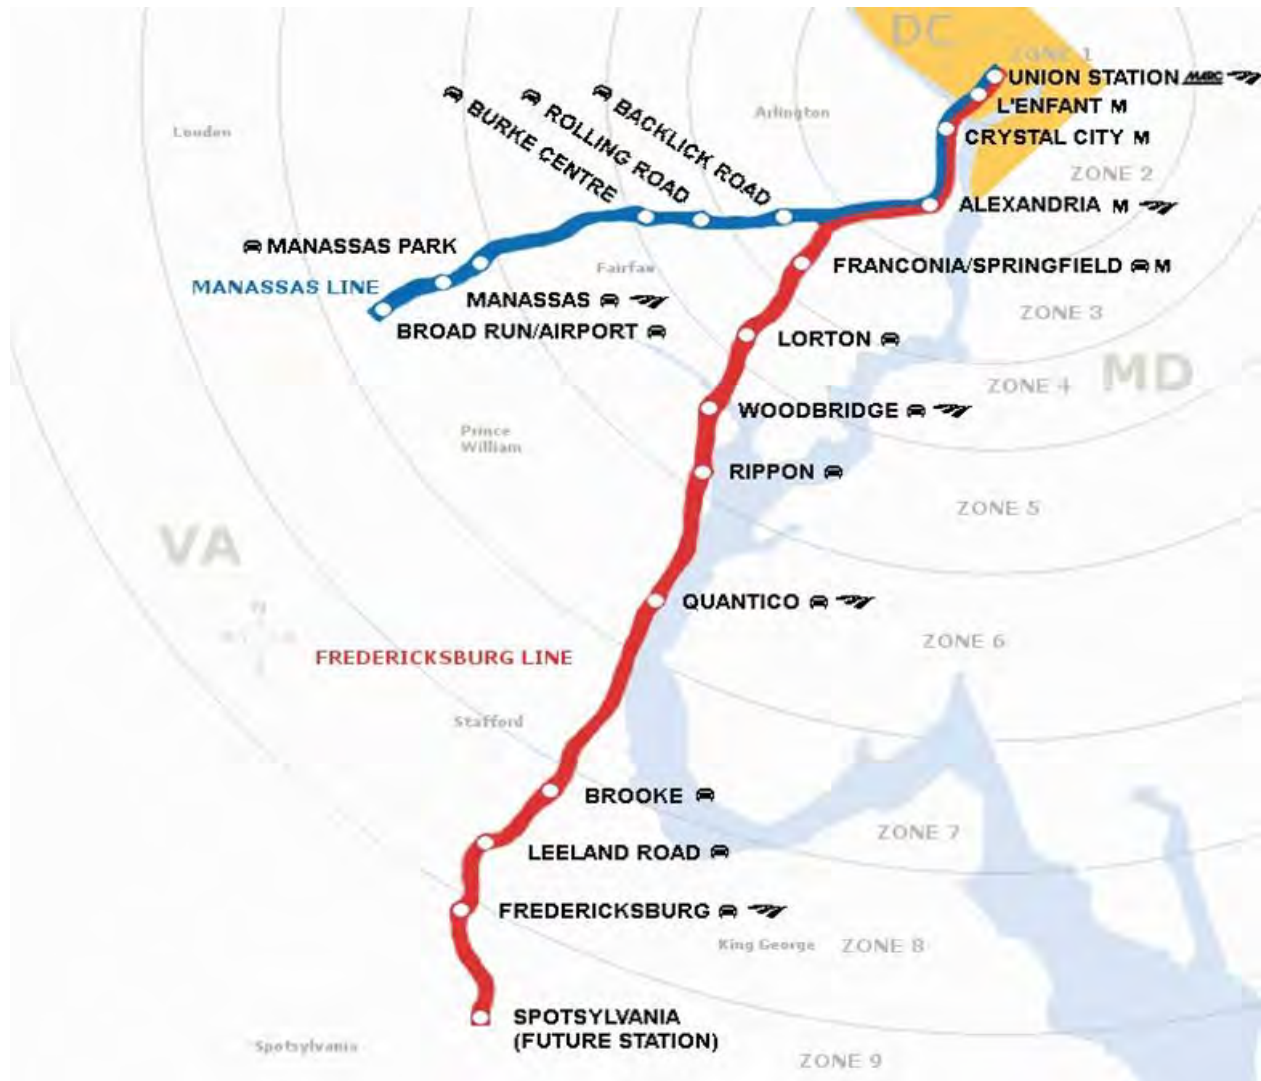 DC
ZONE 1
UNION STATION MARC
L'ENFANT M
CRYSTAL CITY M
Arlington
ZONE 2
BACKLICK ROAD
ROLLING ROAD
BURKE CENTRE
Loudon
ALEXANDRIA M
MANASSAS PARK
FRANCONIA/SPRINGFIELD M
Fairfax
MANASSAS LINE
MANASSAS
ZONE 3
BROAD RUN/AIRPORT
LORTON
MD
ZONE 4
WOODBRIDGE
Prince
William
RIPPON
ZONE 5
VA
QUANTICO
N
ZONE 6
FREDERICKSBURG LINE
Stafford
BROOKE
ZONE 7
LEELAND ROAD
FREDERICKSBURG
King George
ZONE 8
SPOTSYLVANIA
(FUTURE STATION)
Spotsylvania
ZONE 9